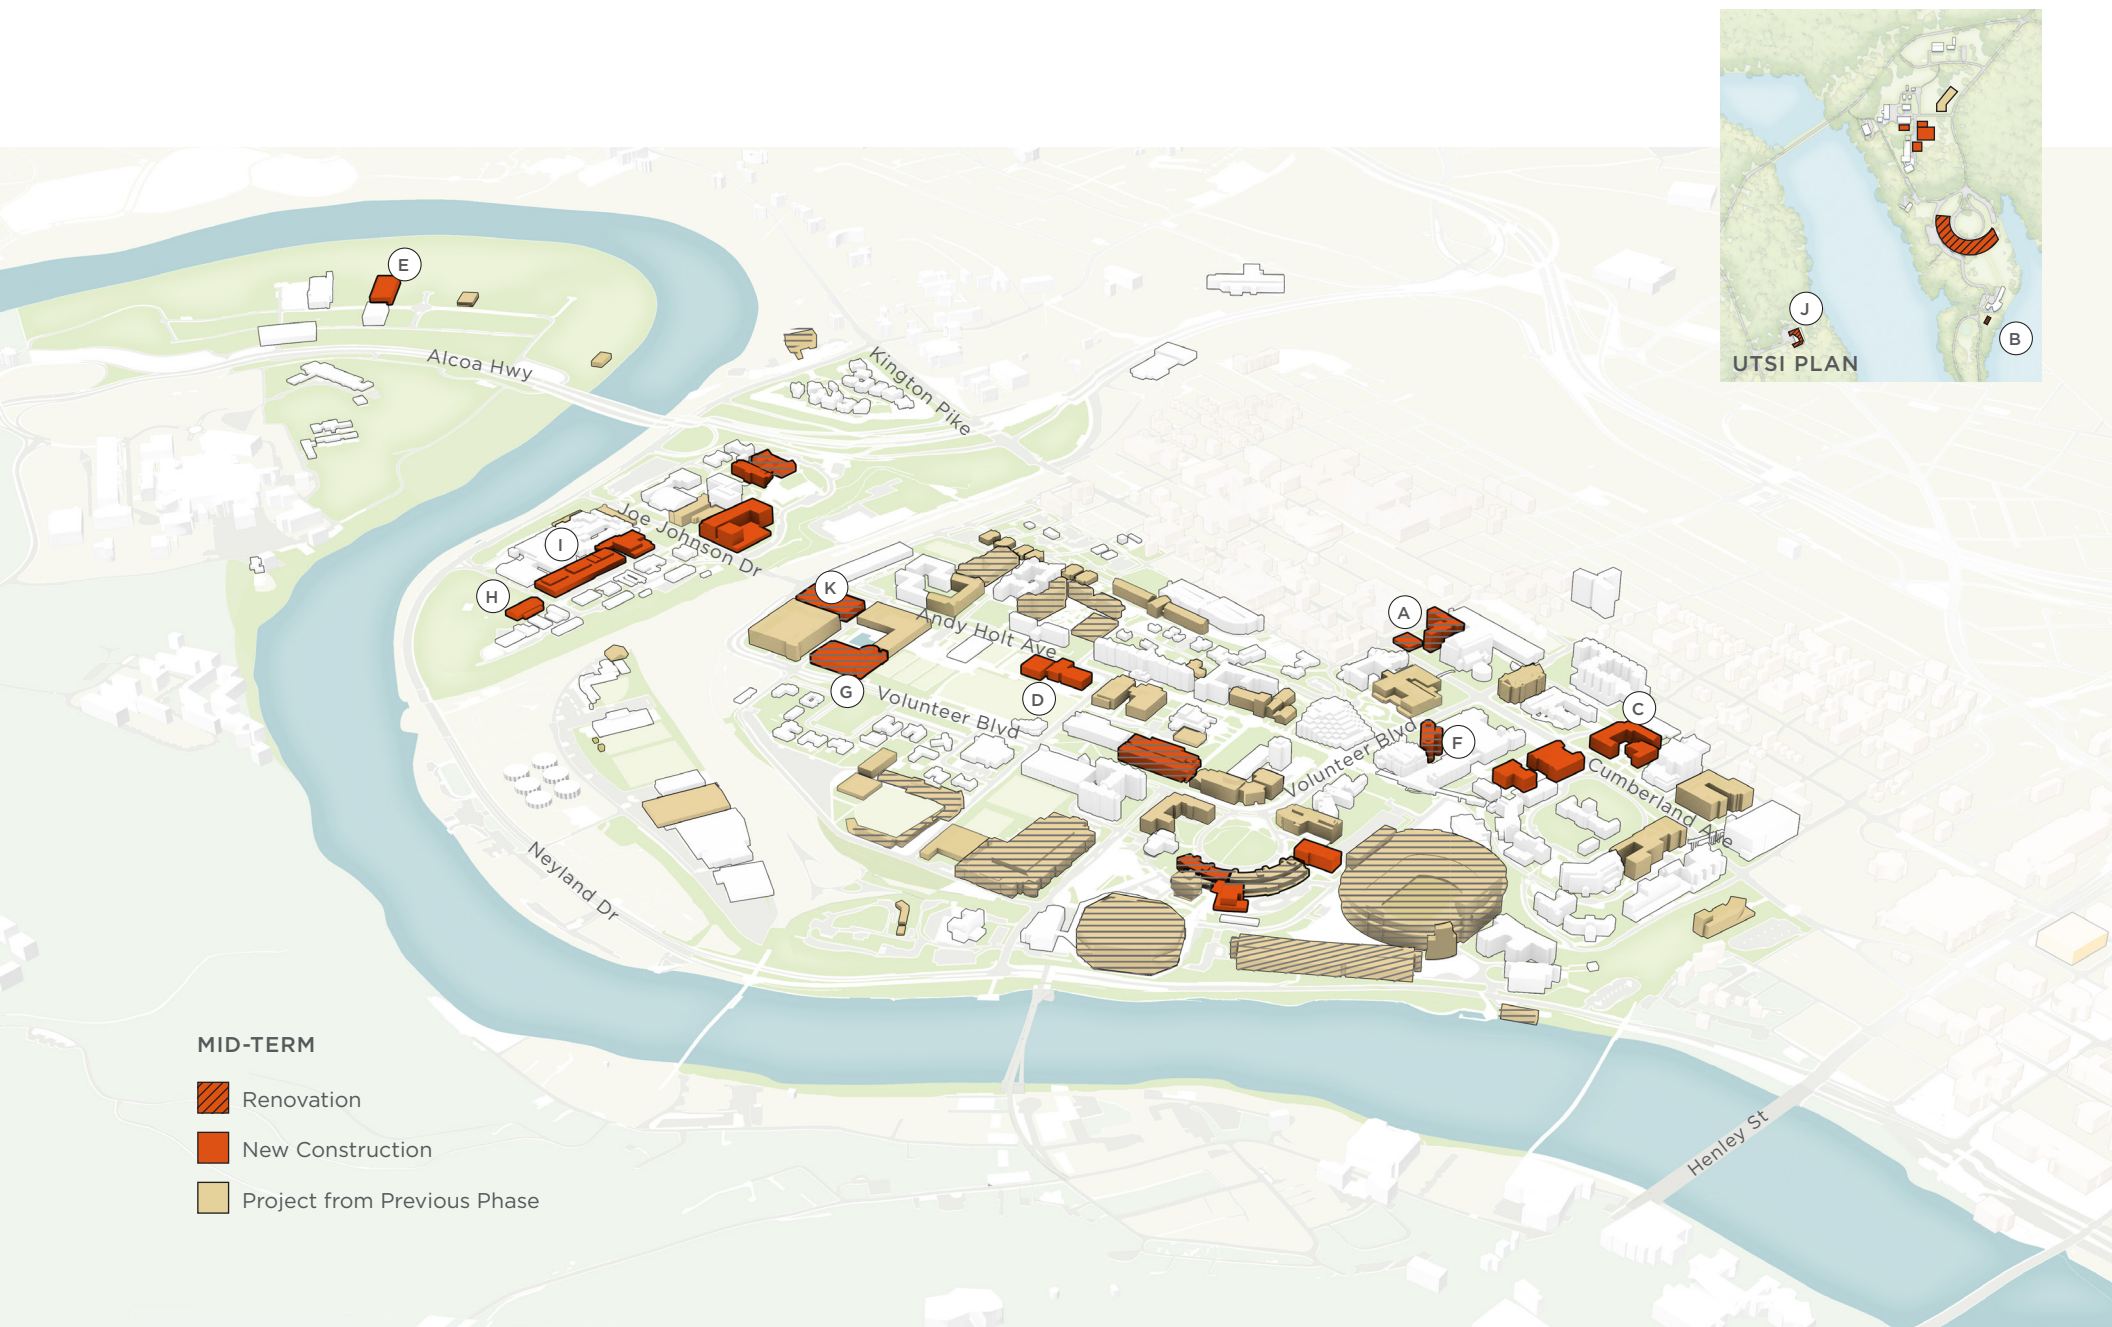 E
J
B
UTSI PLAN
Alcoa Hwy
Kington Pike
Joe Johnson Dr
I
H
K
Andy Holt Ave
A
G
D
Volunteer Blvd
C
F
Volunteer Blvd
Cumberland Ave
Neyland Dr
MID-TERM
Renovation
New Construction
Project from Previous Phase
Henley St